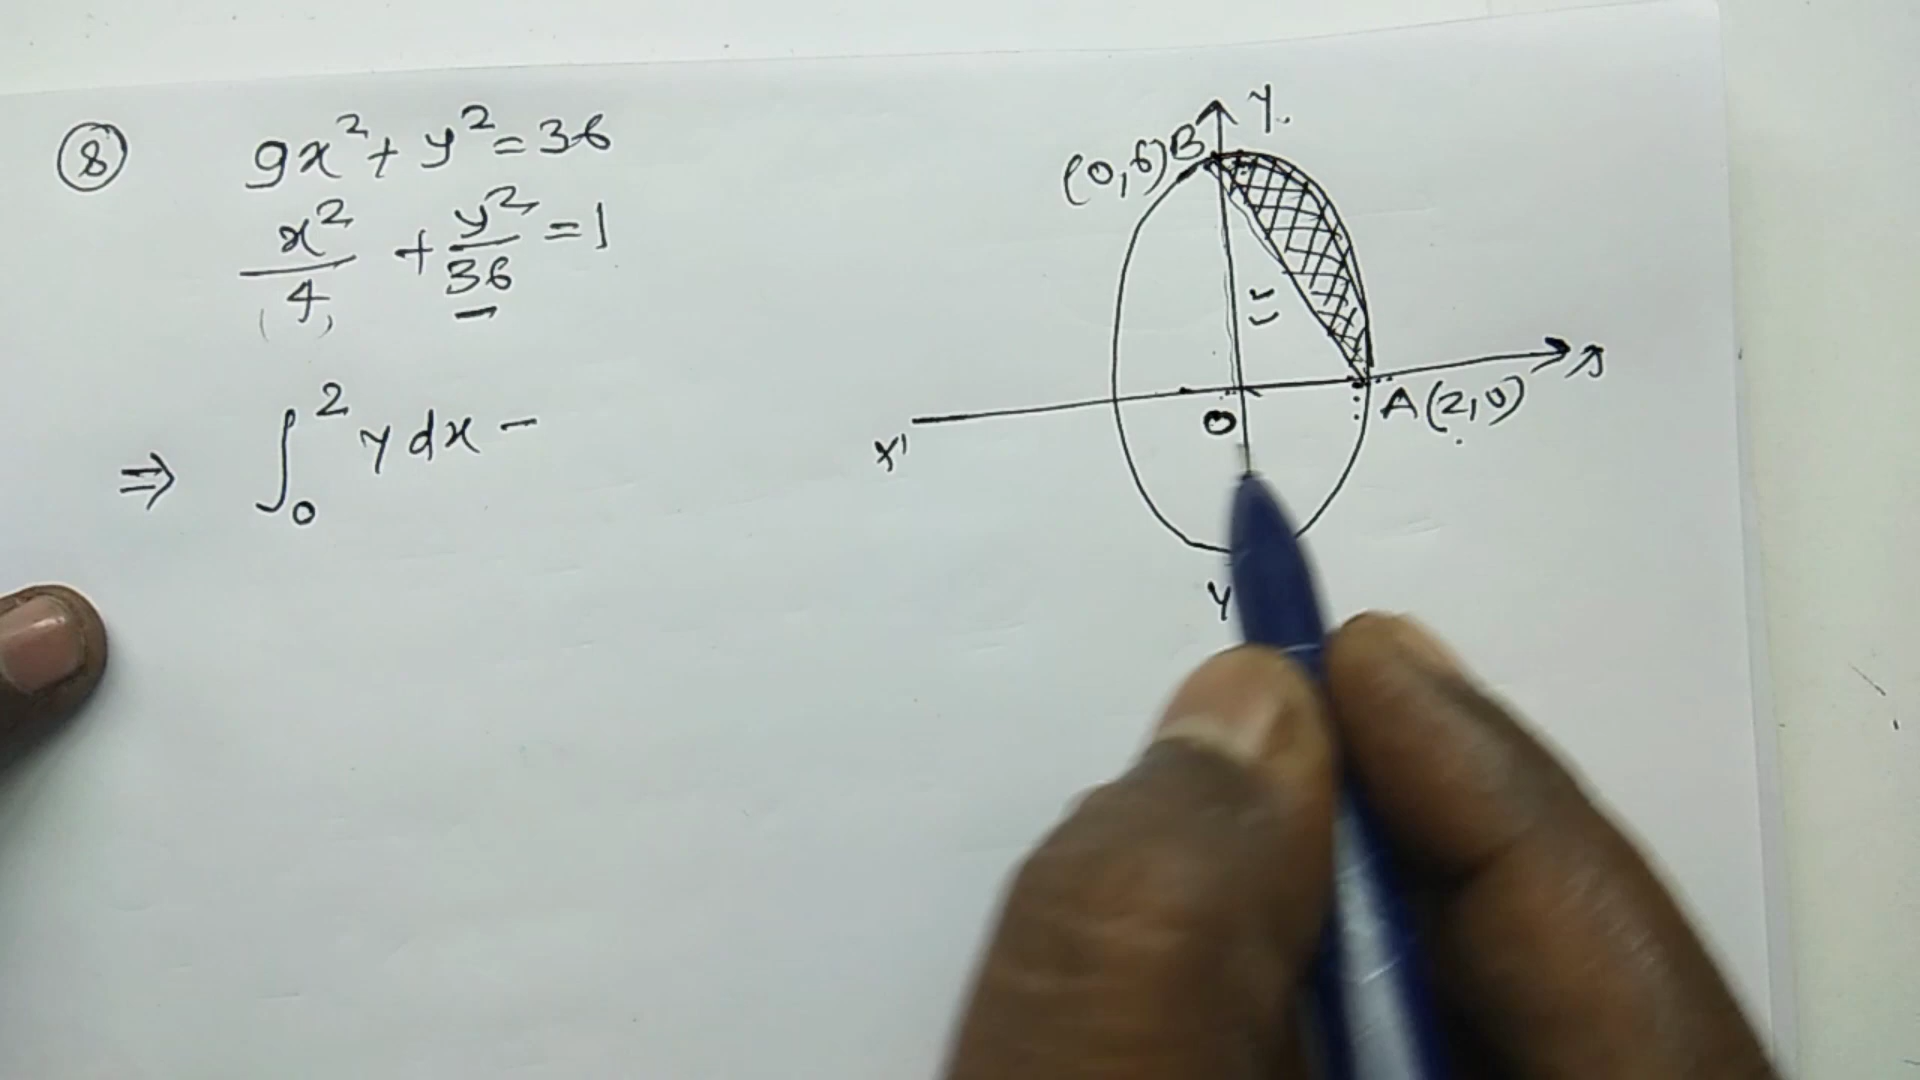 ⑧ 9x² + y² = 36
x²/4 + y²/36 = 1
⇒ ∫₀² y dx –
Y
(0,6) B
x
A(2,0)
O
X'
Y